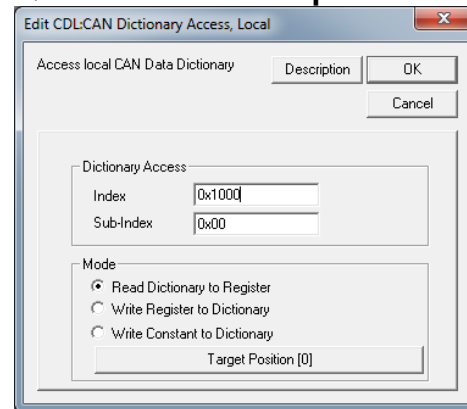 Edit CDL:CAN Dictionary Access, Local
Access local CAN Data Dictionary
Description
OK
Cancel
Dictionary Access
Index 0x1000
Sub-Index 0x00
Mode
Read Dictionary to Register
Write Register to Dictionary
Write Constant to Dictionary
Target Position [0]